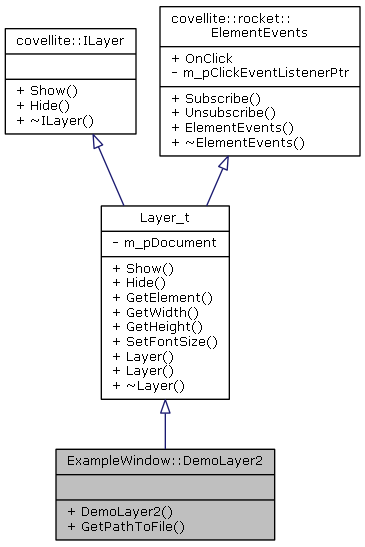 covellite::ILayer
+ Show()
+ Hide()
+ ~ILayer()
covellite::rocket::
ElementEvents
+ OnClick
- m_pClickEventListenerPtr
+ Subscribe()
+ Unsubscribe()
+ ElementEvents()
+ ~ElementEvents()
Layer_t
- m_pDocument
+ Show()
+ Hide()
+ GetElement()
+ GetWidth()
+ GetHeight()
+ SetFontSize()
+ Layer()
+ Layer()
+ ~Layer()
ExampleWindow::DemoLayer2
+ DemoLayer2()
+ GetPathToFile()